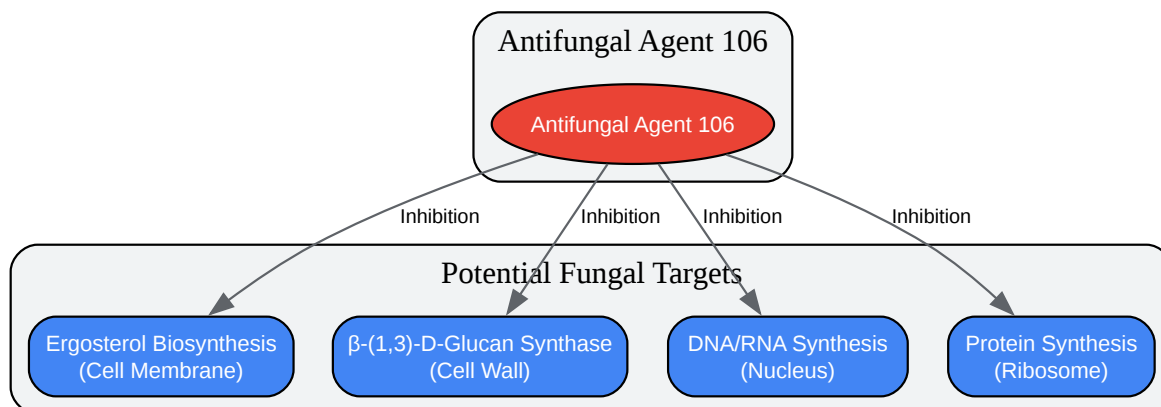 Antifungal Agent 106
Antifungal Agent 106
Inhibition
Inhibition
Inhibition
Inhibition
Potential Fungal Targets
Ergosterol Biosynthesis
(Cell Membrane)
β-(1,3)-D-Glucan Synthase
(Cell Wall)
DNA/RNA Synthesis
(Nucleus)
Protein Synthesis
(Ribosome)